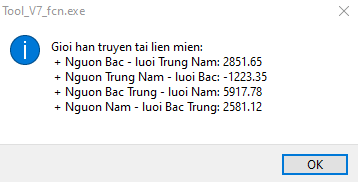 Tool_V7_fcn.exe
Gioi han truyen tai lien mien:
+ Nguon Bac - luoi Trung Nam: 2851.65
+ Nguon Trung Nam - luoi Bac: -1223.35
+ Nguon Bac Trung - luoi Nam: 5917.78
+ Nguon Nam - luoi Bac Trung: 2581.12
OK